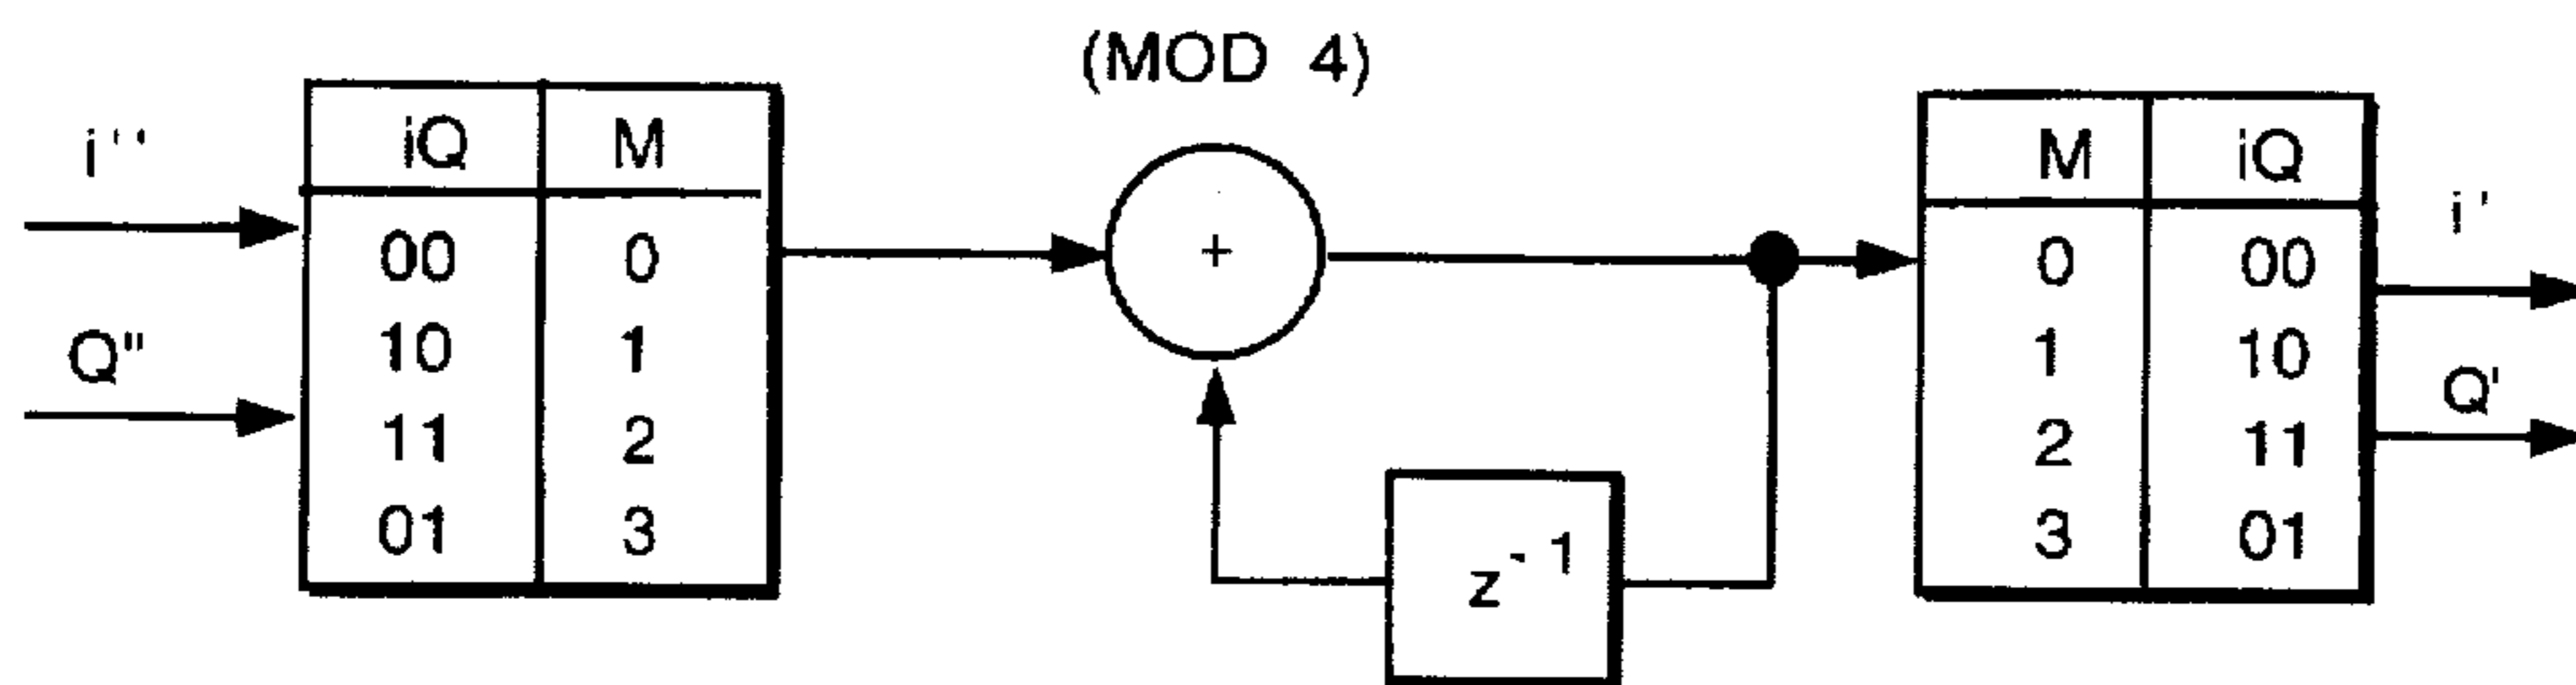 (MOD 4)
i''
Q"
iQ M
00 0
10 1
11 2
01 3
+
z⁻¹
M iQ
0 00
1 10
2 11
3 01
i'
Q'